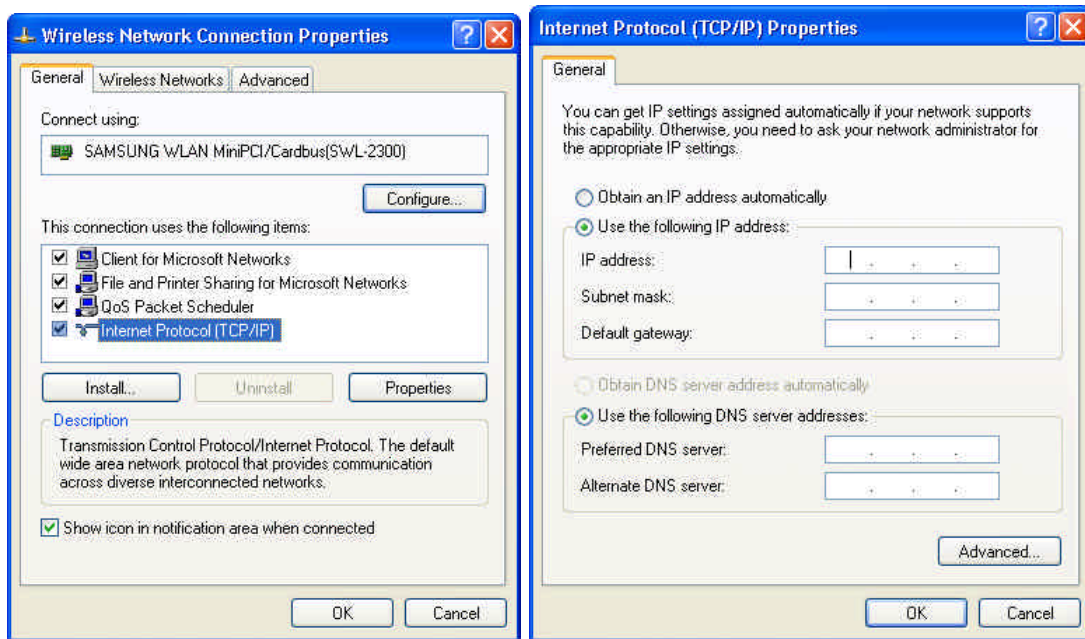 Wireless Network Connection Properties
General Wireless Networks Advanced
Connect using:
SAMSUNG WLAN MiniPCI/Cardbus(SWL-2300)
Configure...
This connection uses the following items:
Client for Microsoft Networks
File and Printer Sharing for Microsoft Networks
QoS Packet Scheduler
Internet Protocol (TCP/IP)
Install... Uninstall Properties
Description
Transmission Control Protocol/Internet Protocol. The default
wide area network protocol that provides communication
across diverse interconnected networks.
Show icon in notification area when connected
OK Cancel
Internet Protocol (TCP/IP) Properties
General
You can get IP settings assigned automatically if your network supports
this capability. Otherwise, you need to ask your network administrator for
the appropriate IP settings.
Obtain an IP address automatically
Use the following IP address:
IP address:
Subnet mask:
Default gateway:
Obtain DNS server address automatically
Use the following DNS server addresses:
Preferred DNS server:
Alternate DNS server:
Advanced...
OK Cancel